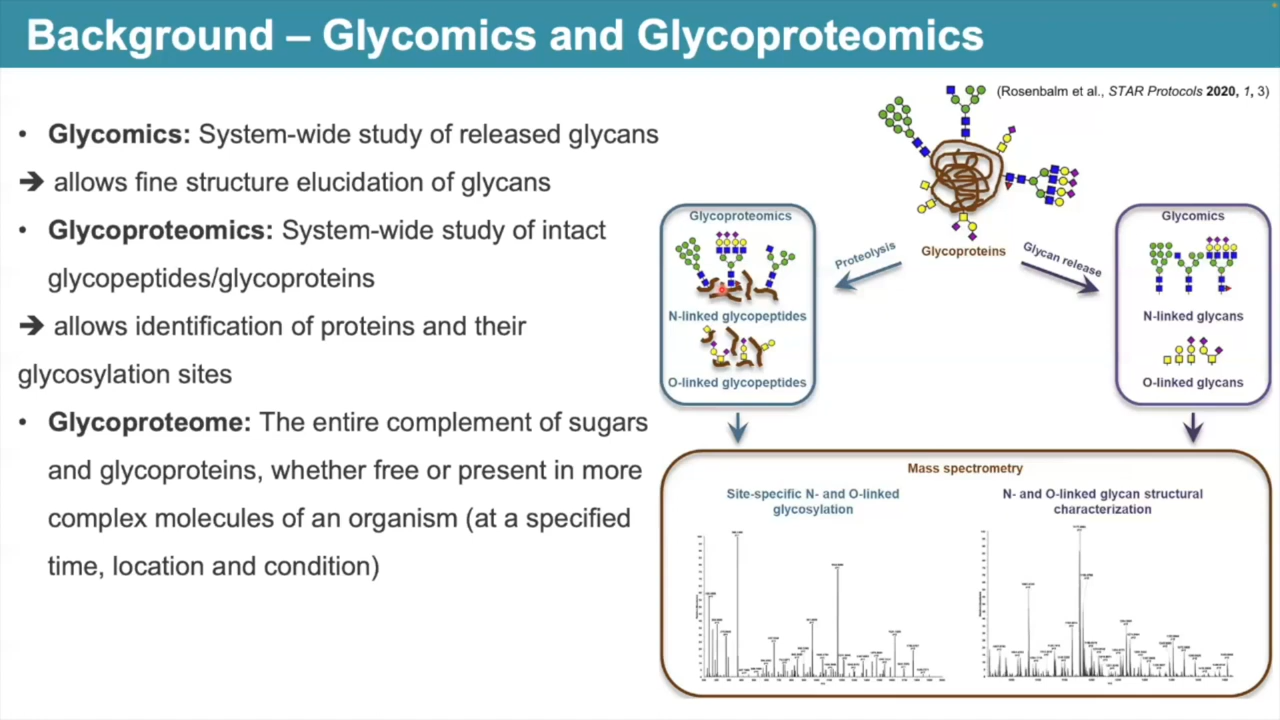 Background – Glycomics and Glycoproteomics
(Rosenbalm et al., STAR Protocols 2020, 1, 3)
• Glycomics: System-wide study of released glycans
➔ allows fine structure elucidation of glycans
• Glycoproteomics: System-wide study of intact
glycopeptides/glycoproteins
➔ allows identification of proteins and their
glycosylation sites
• Glycoproteome: The entire complement of sugars
and glycoproteins, whether free or present in more
complex molecules of an organism (at a specified
time, location and condition)
Glycoproteins
Proteolysis
Glycan release
Glycoproteomics
N-linked glycopeptides
O-linked glycopeptides
Glycomics
N-linked glycans
O-linked glycans
Mass spectrometry
Site-specific N- and O-linked
glycosylation
N- and O-linked glycan structural
characterization